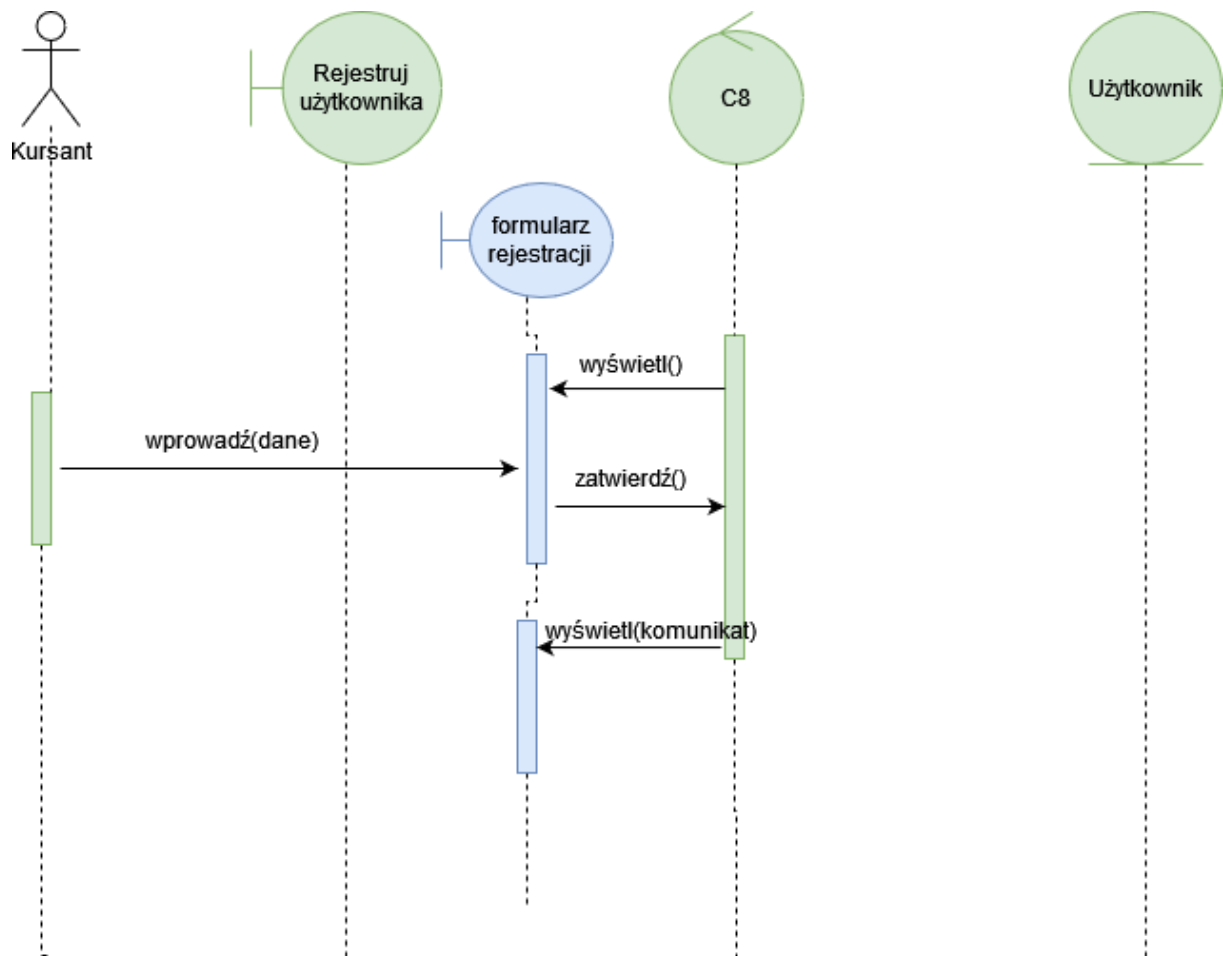 Rejestruj
użytkownika
C8
Użytkownik
Kursant
formularz
rejestracji
wyświetl()
wprowadź(dane)
zatwierdź()
wyświetl(komunikat)